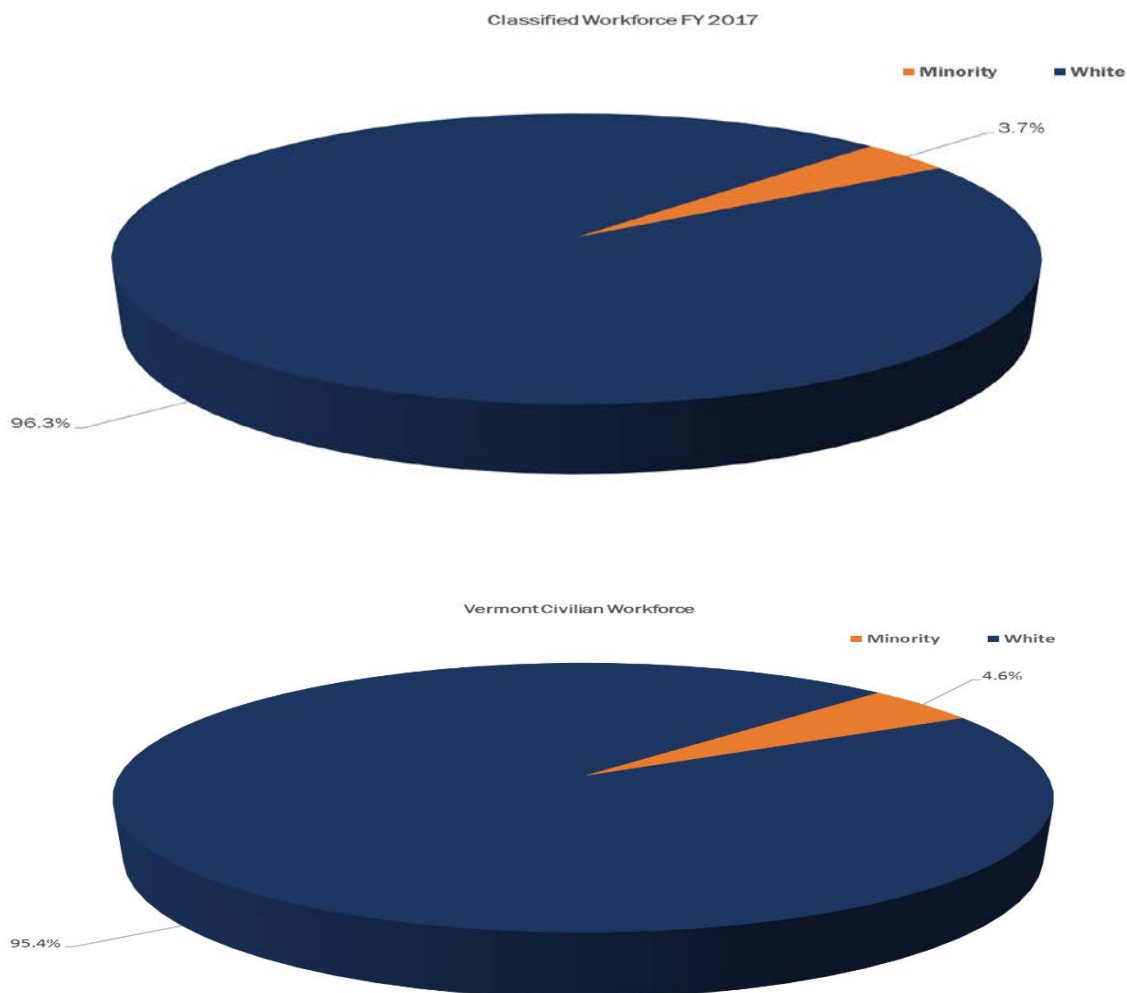 Classified Workforce FY 2017
Minority White
3.7%
96.3%
Vermont Civilian Workforce
Minority White
4.6%
95.4%